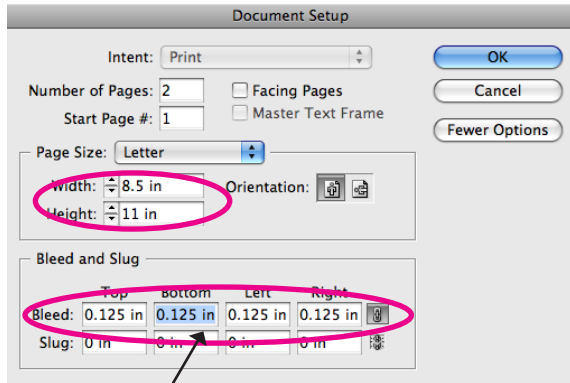 Document Setup
Intent: Print
OK
Number of Pages: 2
Facing Pages
Cancel
Start Page #: 1
Master Text Frame
Fewer Options
Page Size: Letter
Width: 8.5 in
Orientation:
Height: 11 in
Bleed and Slug
Top Bottom Left Right
Bleed: 0.125 in 0.125 in 0.125 in 0.125 in
Slug: 0 in 0 in 0 in 0 in